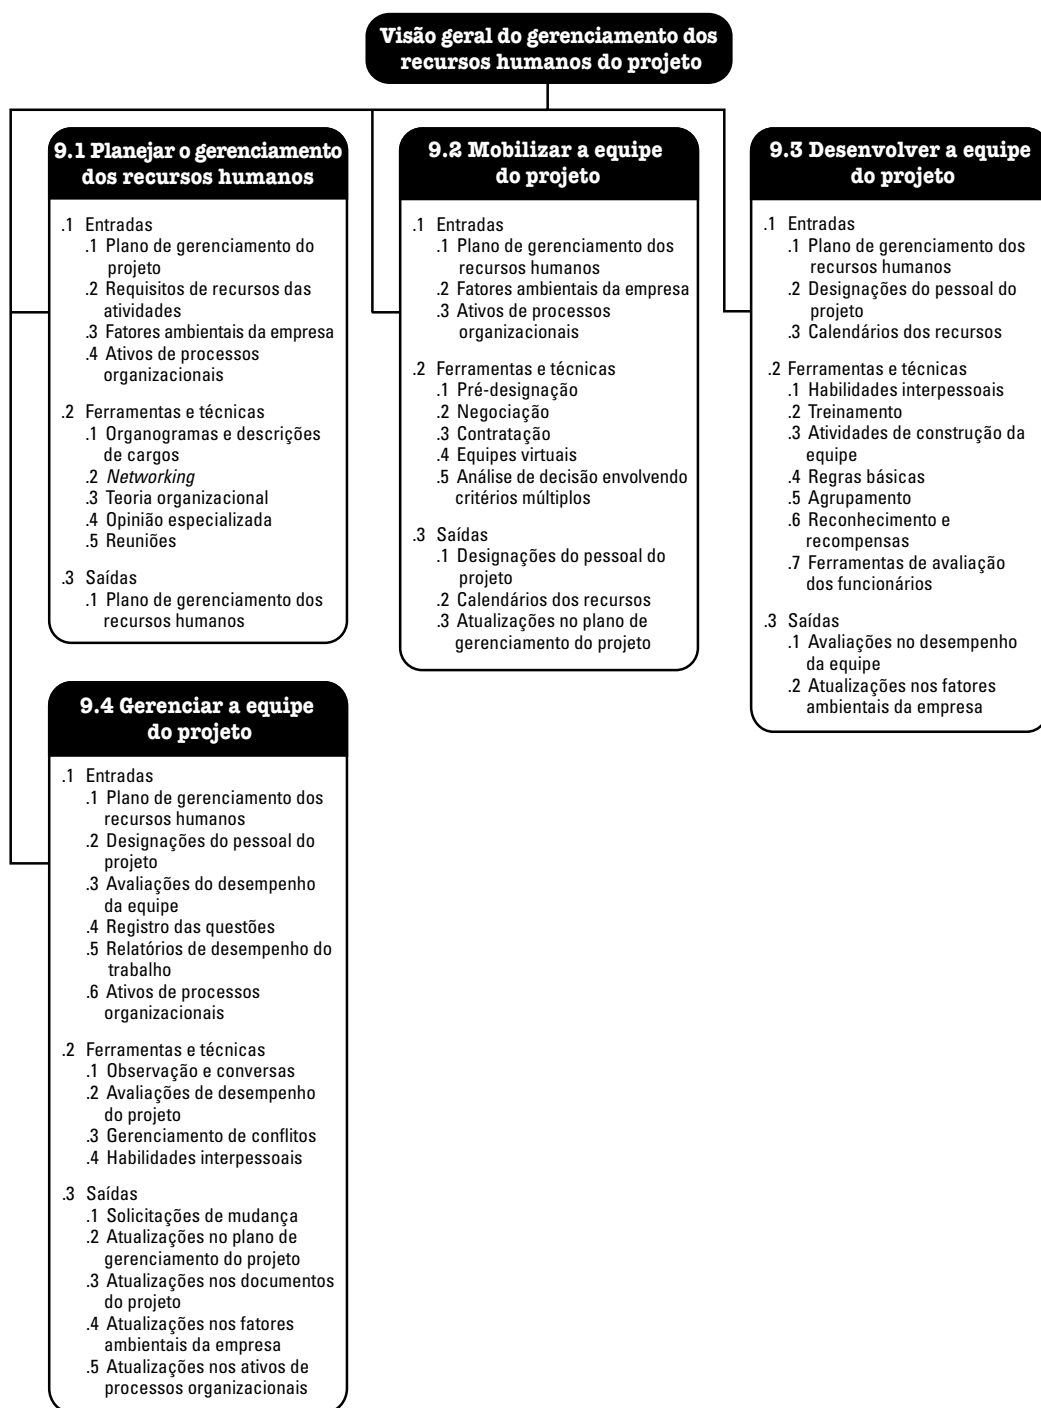 Visão geral do gerenciamento dos
recursos humanos do projeto
9.1 Planejar o gerenciamento
dos recursos humanos
.1 Entradas
.1 Plano de gerenciamento do
projeto
.2 Requisitos de recursos das
atividades
.3 Fatores ambientais da empresa
.4 Ativos de processos
organizacionais
.2 Ferramentas e técnicas
.1 Organogramas e descrições
de cargos
.2 Networking
.3 Teoria organizacional
.4 Opinião especializada
.5 Reuniões
.3 Saídas
.1 Plano de gerenciamento dos
recursos humanos
9.2 Mobilizar a equipe
do projeto
.1 Entradas
.1 Plano de gerenciamento dos
recursos humanos
.2 Fatores ambientais da empresa
.3 Ativos de processos
organizacionais
.2 Ferramentas e técnicas
.1 Pré-designação
.2 Negociação
.3 Contratação
.4 Equipes virtuais
.5 Análise de decisão envolvendo
critérios múltiplos
.3 Saídas
.1 Designações do pessoal do
projeto
.2 Calendários dos recursos
.3 Atualizações no plano de
gerenciamento do projeto
9.3 Desenvolver a equipe
do projeto
.1 Entradas
.1 Plano de gerenciamento dos
recursos humanos
.2 Designações do pessoal do
projeto
.3 Calendários dos recursos
.2 Ferramentas e técnicas
.1 Habilidades interpessoais
.2 Treinamento
.3 Atividades de construção da
equipe
.4 Regras básicas
.5 Agrupamento
.6 Reconhecimento e
recompensas
.7 Ferramentas de avaliação
dos funcionários
.3 Saídas
.1 Avaliações no desempenho
da equipe
.2 Atualizações nos fatores
ambientais da empresa
9.4 Gerenciar a equipe
do projeto
.1 Entradas
.1 Plano de gerenciamento dos
recursos humanos
.2 Designações do pessoal do
projeto
.3 Avaliações do desempenho
da equipe
.4 Registro das questões
.5 Relatórios de desempenho do
trabalho
.6 Ativos de processos
organizacionais
.2 Ferramentas e técnicas
.1 Observação e conversas
.2 Avaliações de desempenho
do projeto
.3 Gerenciamento de conflitos
.4 Habilidades interpessoais
.3 Saídas
.1 Solicitações de mudança
.2 Atualizações no plano de
gerenciamento do projeto
.3 Atualizações nos documentos
do projeto
.4 Atualizações nos fatores
ambientais da empresa
.5 Atualizações nos ativos de
processos organizacionais